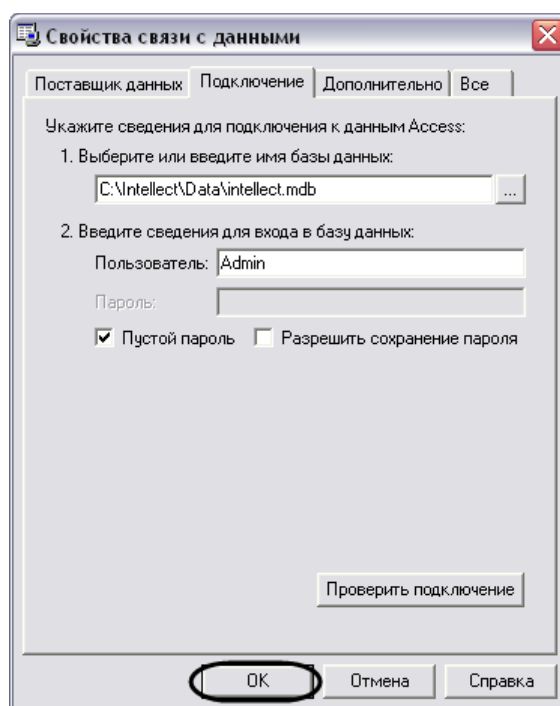 Свойства связи с данными
Поставщик данных Подключение Дополнительно Все
Укажите сведения для подключения к данным Access:
1. Выберите или введите имя базы данных:
C:\Intellect\Data\intellect.mdb ...
2. Введите сведения для входа в базу данных:
Пользователь: Admin
Пароль:
Пустой пароль Разрешить сохранение пароля
Проверить подключение
ОК Отмена Справка